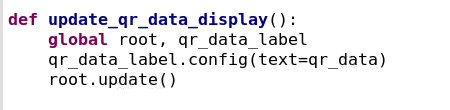 def update_qr_data_display():
    global root, qr_data_label
    qr_data_label.config(text=qr_data)
    root.update()